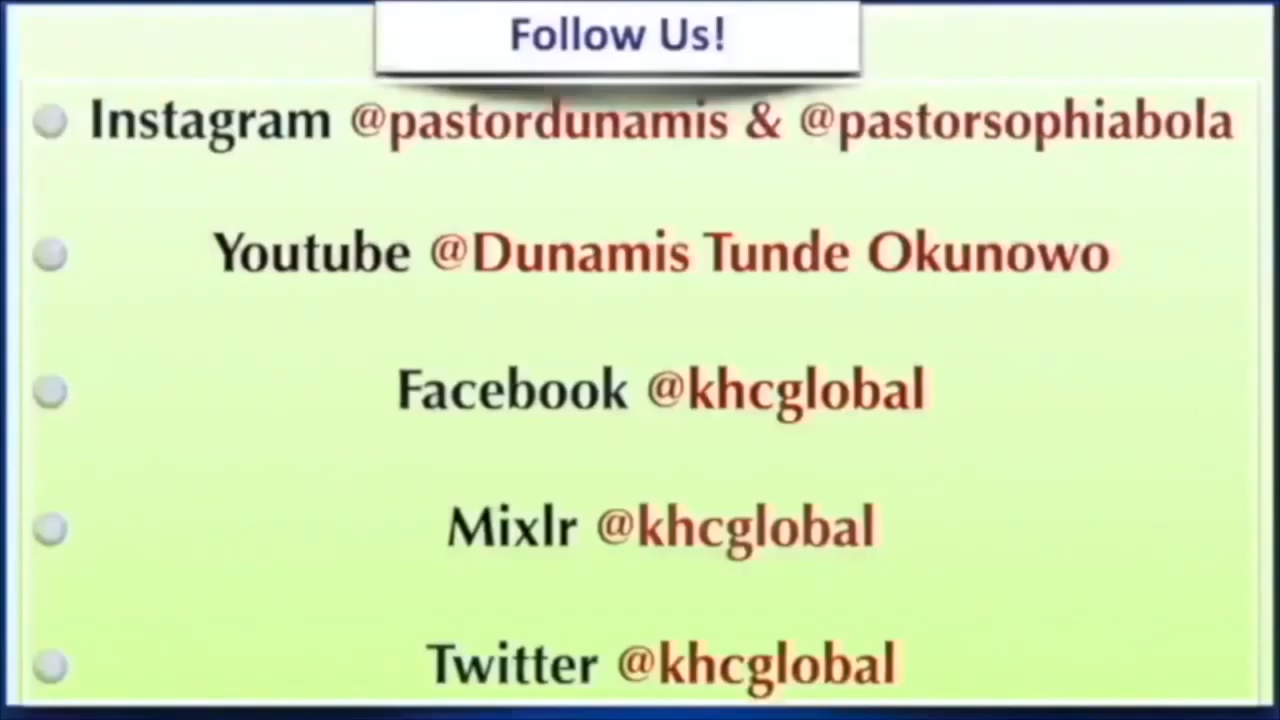 Follow Us!
Instagram @pastordunamis & @pastorsophiabola
Youtube @Dunamis Tunde Okunowo
Facebook @khcglobal
Mixlr @khcglobal
Twitter @khcglobal